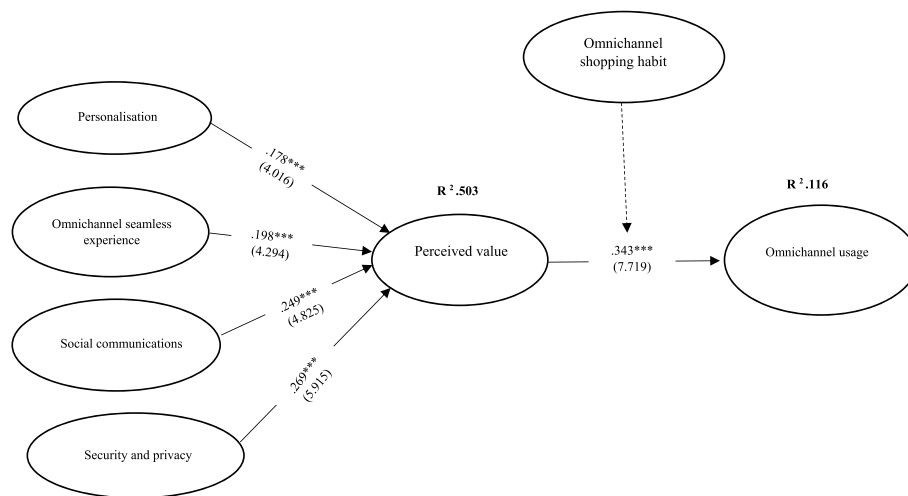 Omnichannel
shopping habit
Personalisation
.178***
(4.016)
R ² .503
R ² .116
Omnichannel seamless
experience
.198***
(4.294)
Perceived value
.343***
(7.719)
Omnichannel usage
Social communications
.249***
(4.825)
Security and privacy
.269***
(5.915)